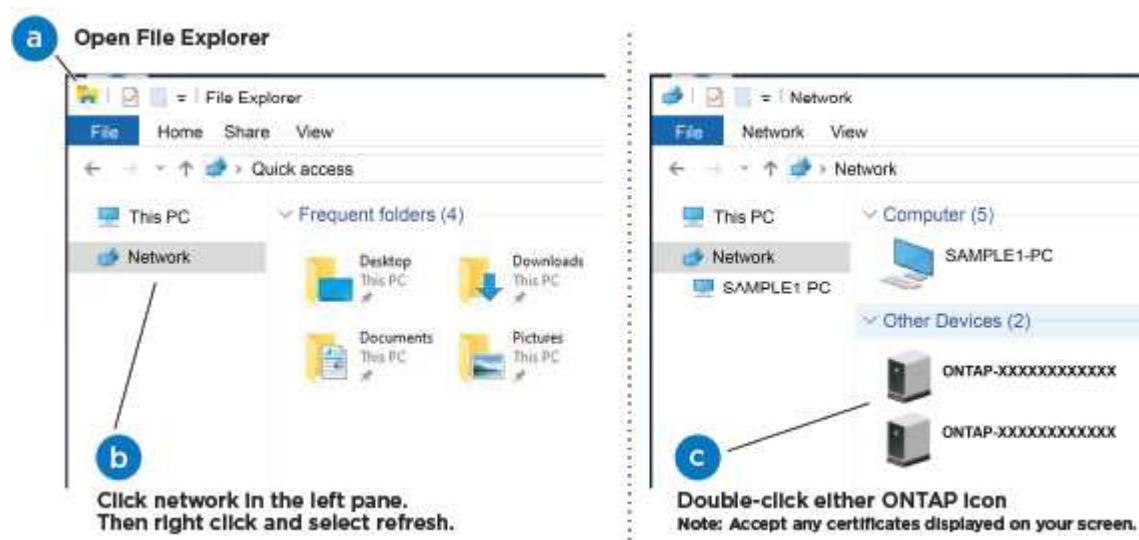 a
Open File Explorer
File Explorer
File Home Share View
Quick access
This PC
Network
Frequent folders (4)
Desktop
This PC
Downloads
This PC
Documents
This PC
Pictures
This PC
b
Click network in the left pane.
Then right click and select refresh.
Network
File Network View
Network
This PC
Network
SAMPLE1 PC
Computer (5)
SAMPLE1-PC
Other Devices (2)
ONTAP-XXXXXXXXXXXX
ONTAP-XXXXXXXXXXXX
c
Double-click either ONTAP icon
Note: Accept any certificates displayed on your screen.